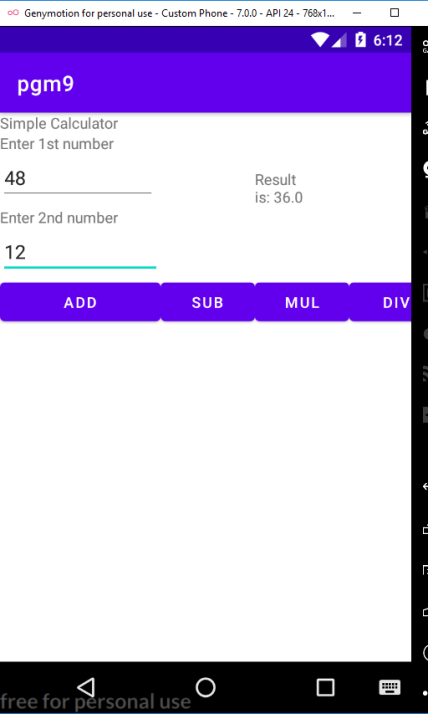 Genymotion for personal use - Custom Phone - 7.0.0 - API 24 - 768x1...
6:12
pgm9
Simple Calculator
Enter 1st number
48
Result
is: 36.0
Enter 2nd number
12
ADD SUB MUL DIV
free for personal use